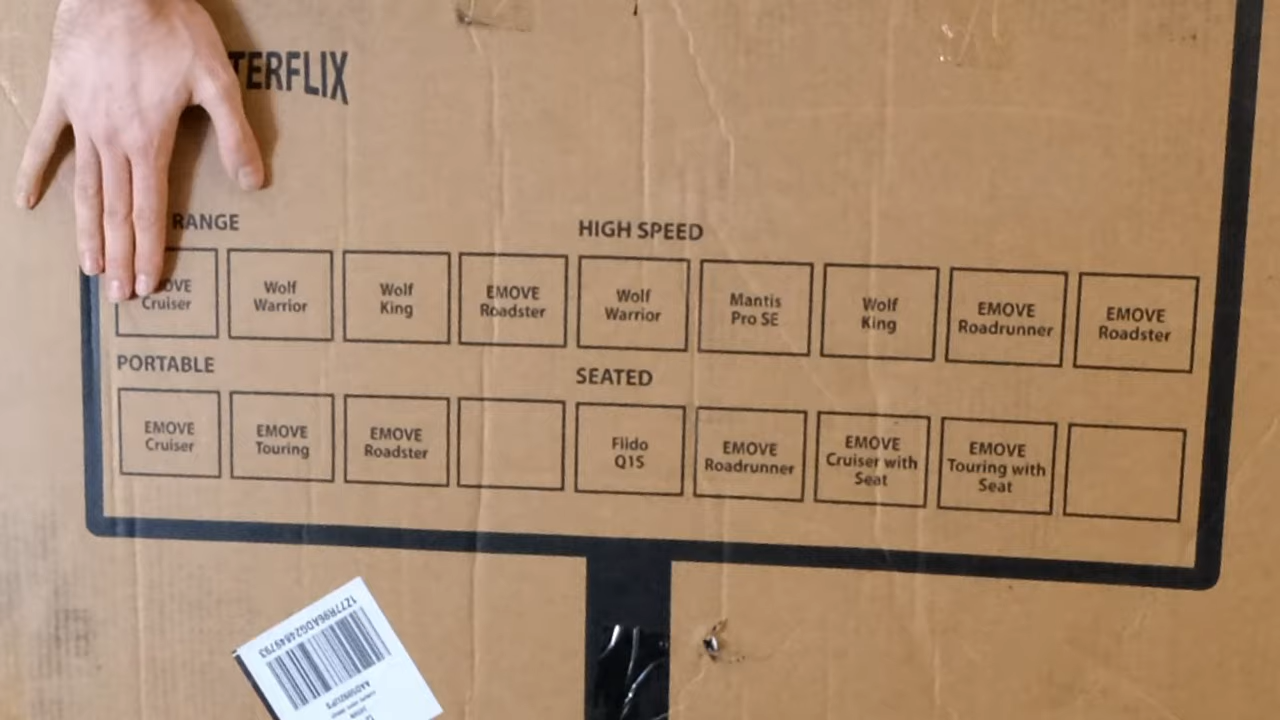 TERFLIX
RANGE
HIGH SPEED
OVE
Cruiser
Wolf
Warrior
Wolf
King
EMOVE
Roadster
Wolf
Warrior
Mantis
Pro SE
Wolf
King
EMOVE
Roadrunner
EMOVE
Roadster
PORTABLE
SEATED
EMOVE
Cruiser
EMOVE
Touring
EMOVE
Roadster
Fiido
Q1S
EMOVE
Roadrunner
EMOVE
Cruiser with
Seat
EMOVE
Touring with
Seat